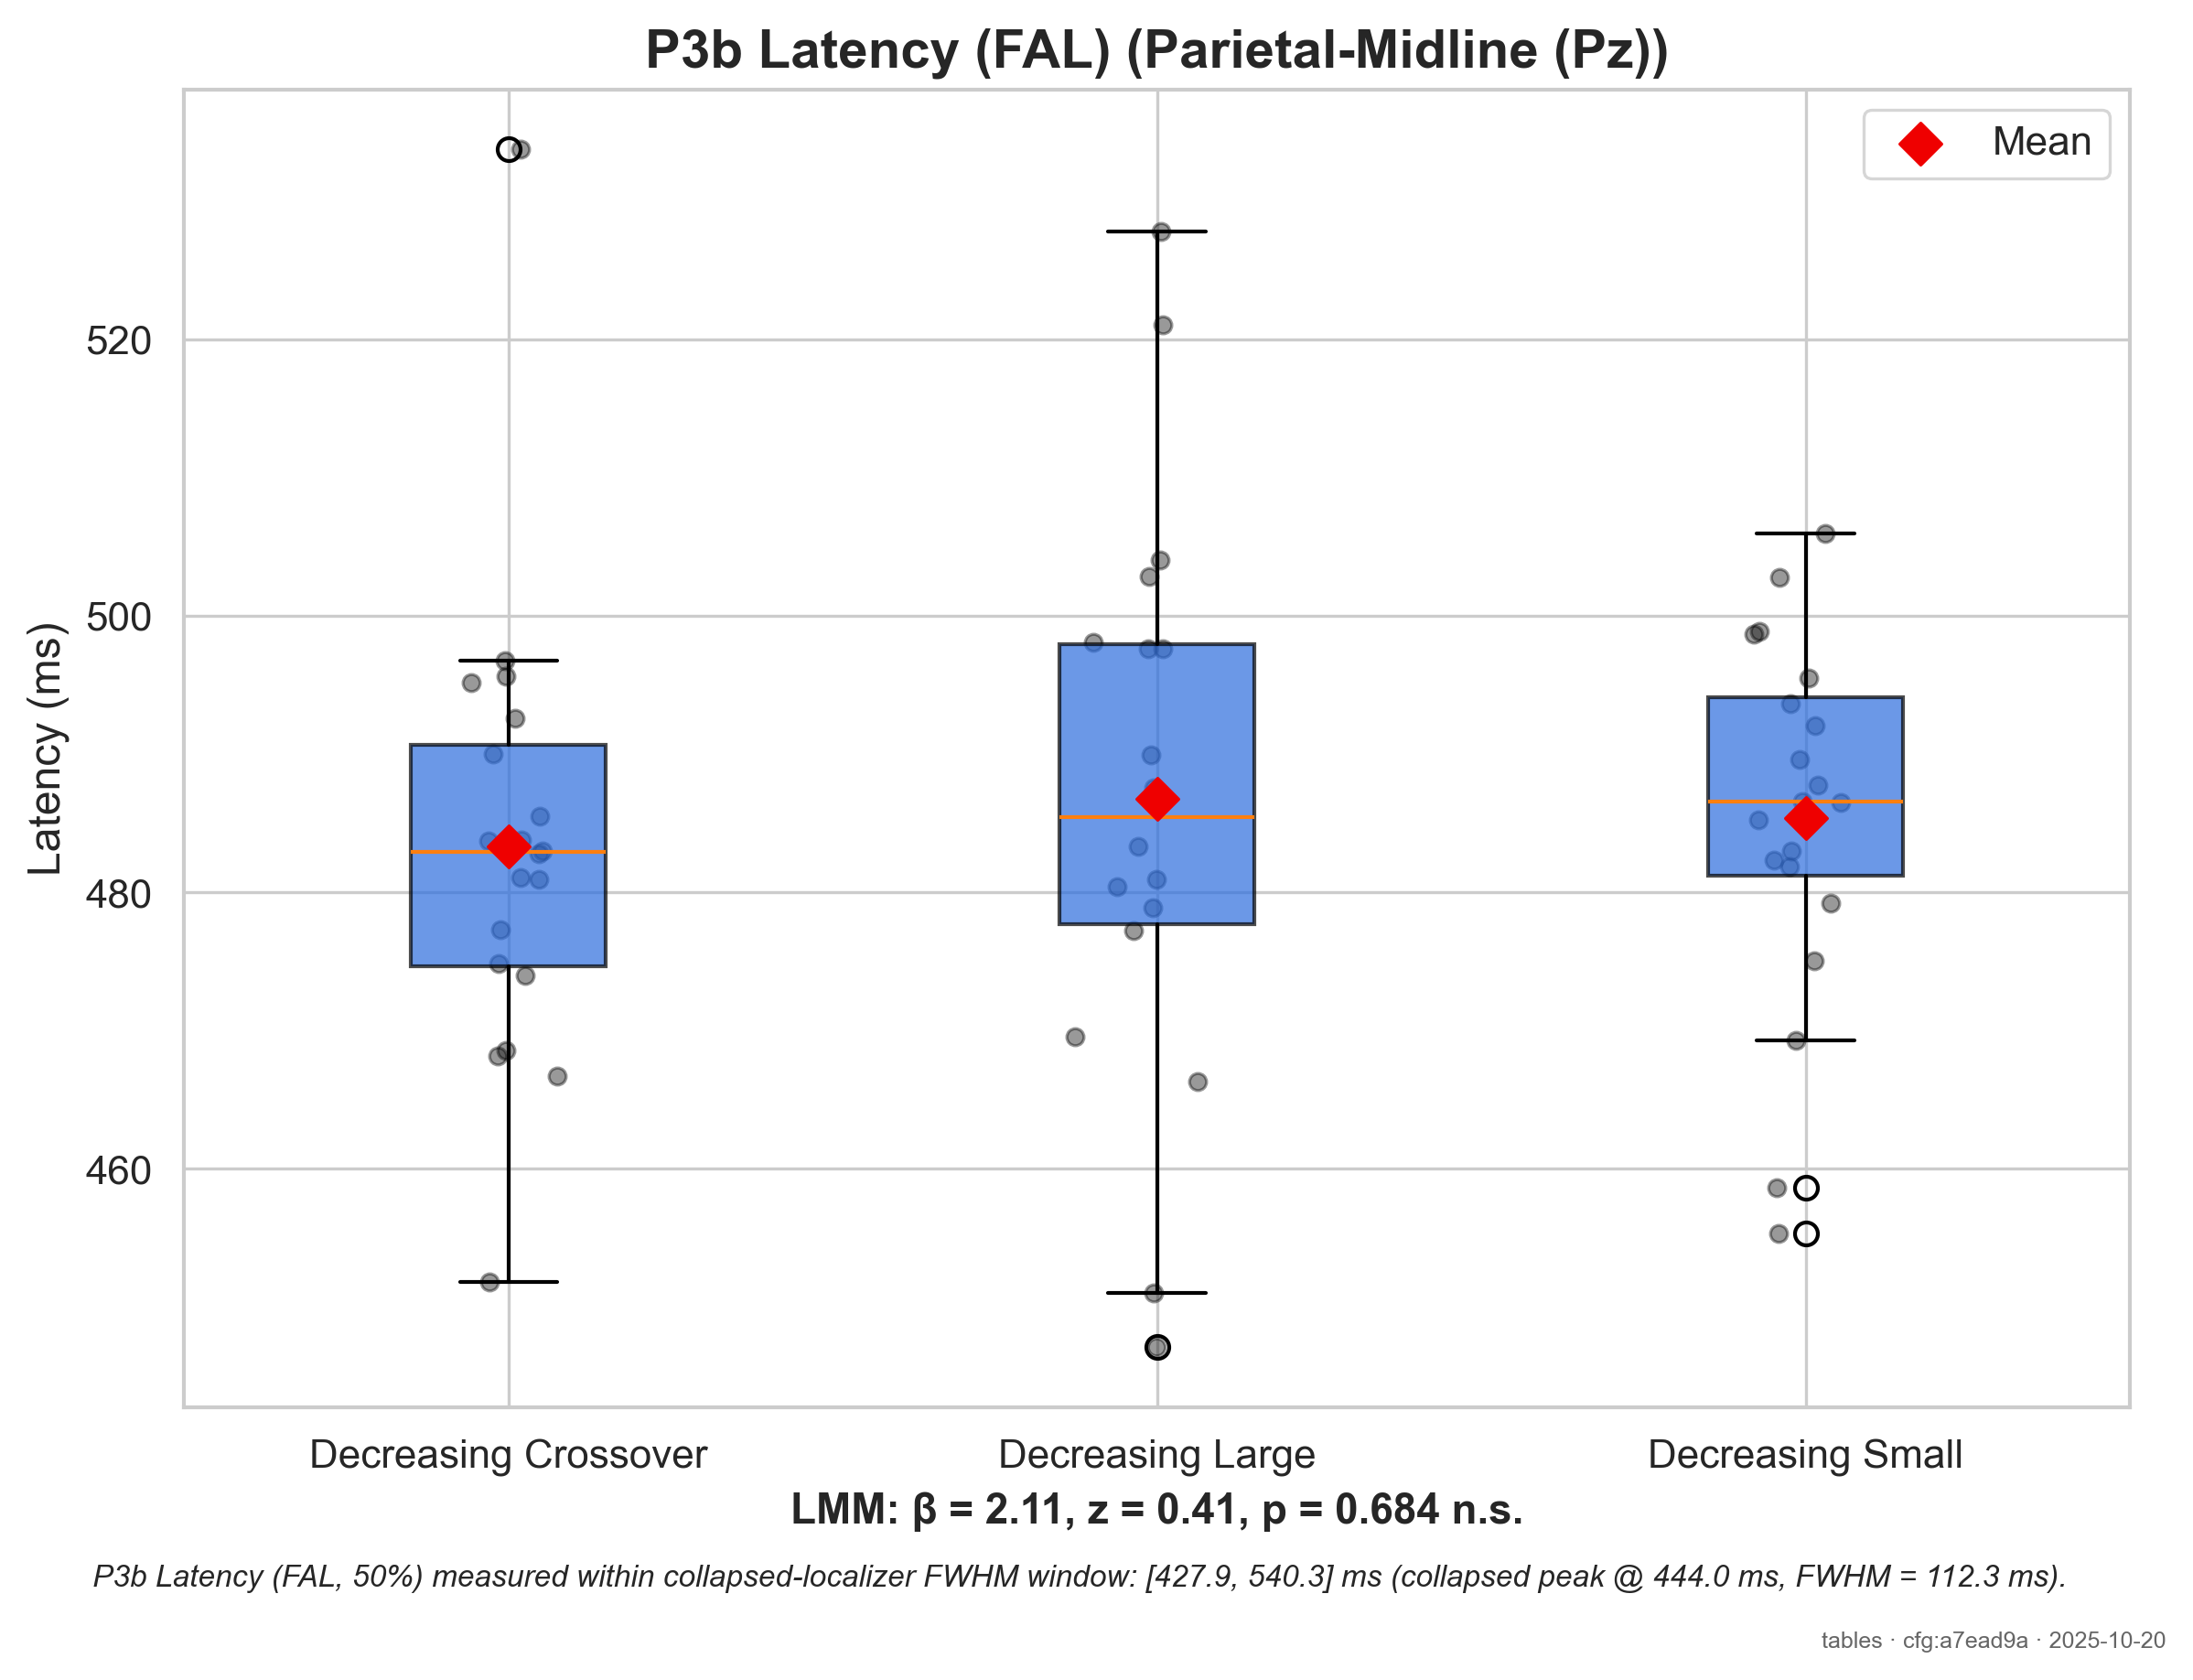 P3b Latency (FAL) (Parietal-Midline (Pz))
Mean
Latency (ms)
520
500
480
460
Decreasing Crossover
Decreasing Large
Decreasing Small
LMM: β = 2.11, z = 0.41, p = 0.684 n.s.
P3b Latency (FAL, 50%) measured within collapsed-localizer FWHM window: [427.9, 540.3] ms (collapsed peak @ 444.0 ms, FWHM = 112.3 ms).
tables · cfg:a7ead9a · 2025-10-20